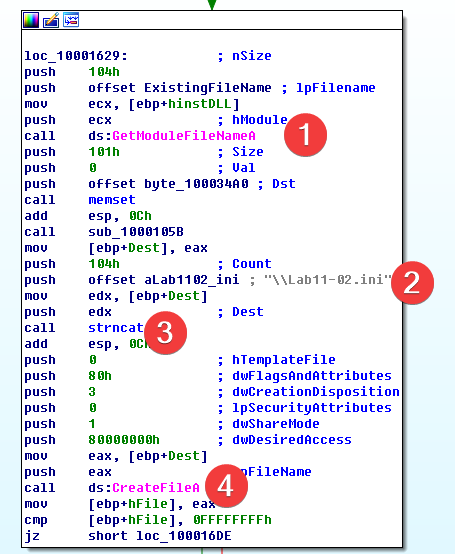 loc_10001629: ; nSize
push 104h
push offset ExistingFileName ; lpFilename
mov ecx, [ebp+hinstDLL]
push ecx ; hModule
1
call ds:GetModuleFileNameA
push 101h ; Size
push 0 ; Val
push offset byte_100034A0 ; Dst
call memset
add esp, 0Ch
call sub_1000105B
mov [ebp+Dest], eax
push 104h ; Count
push offset aLab1102_ini ; "\\Lab11-02.ini"
2
mov edx, [ebp+Dest]
push edx ; Dest
call strncat
3
add esp, 0Ch
push 0 ; hTemplateFile
push 80h ; dwFlagsAndAttributes
push 3 ; dwCreationDisposition
push 0 ; lpSecurityAttributes
push 1 ; dwShareMode
push 80000000h ; dwDesiredAccess
mov eax, [ebp+Dest]
push eax pFileName
call ds:CreateFileA
4
mov [ebp+hFile], eax
cmp [ebp+hFile], 0FFFFFFFFh
jz short loc_100016DE